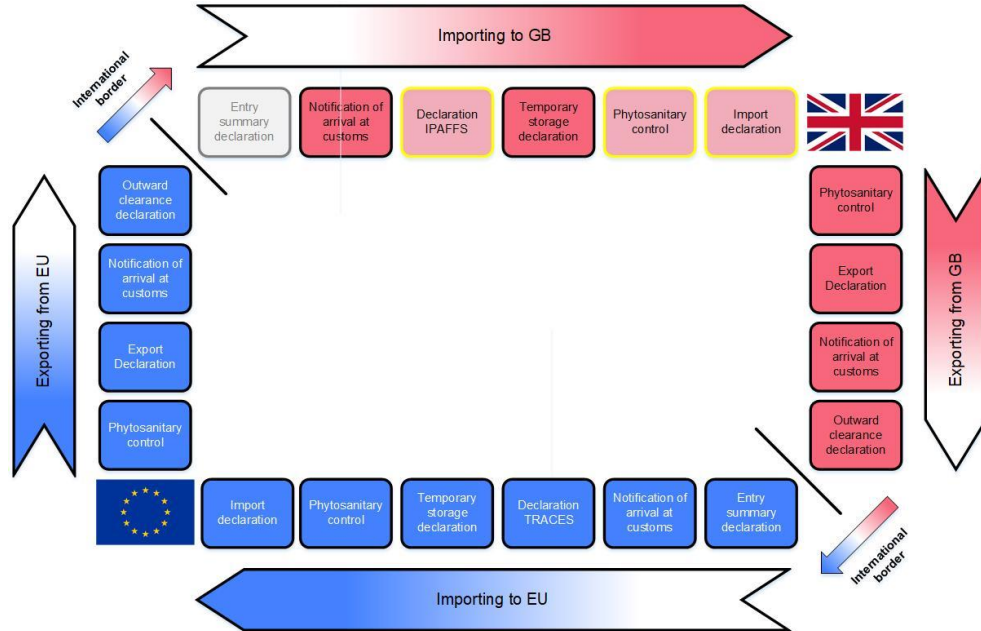 Importing to GB
International
border
Entry
summary
declaration
Notification of
arrival at
customs
Declaration
IPAFFS
Temporary
storage
declaration
Phytosanitary
control
Import
declaration
Outward
clearance
declaration
Notification of
arrival at
customs
Export
Declaration
Phytosanitary
control
Exporting from EU
Phytosanitary
control
Export
Declaration
Notification of
arrival at
customs
Outward
clearance
declaration
Exporting from GB
Import
declaration
Phytosanitary
control
Temporary
storage
declaration
Declaration
TRACES
Notification of
arrival at
customs
Entry
summary
declaration
International
border
Importing to EU